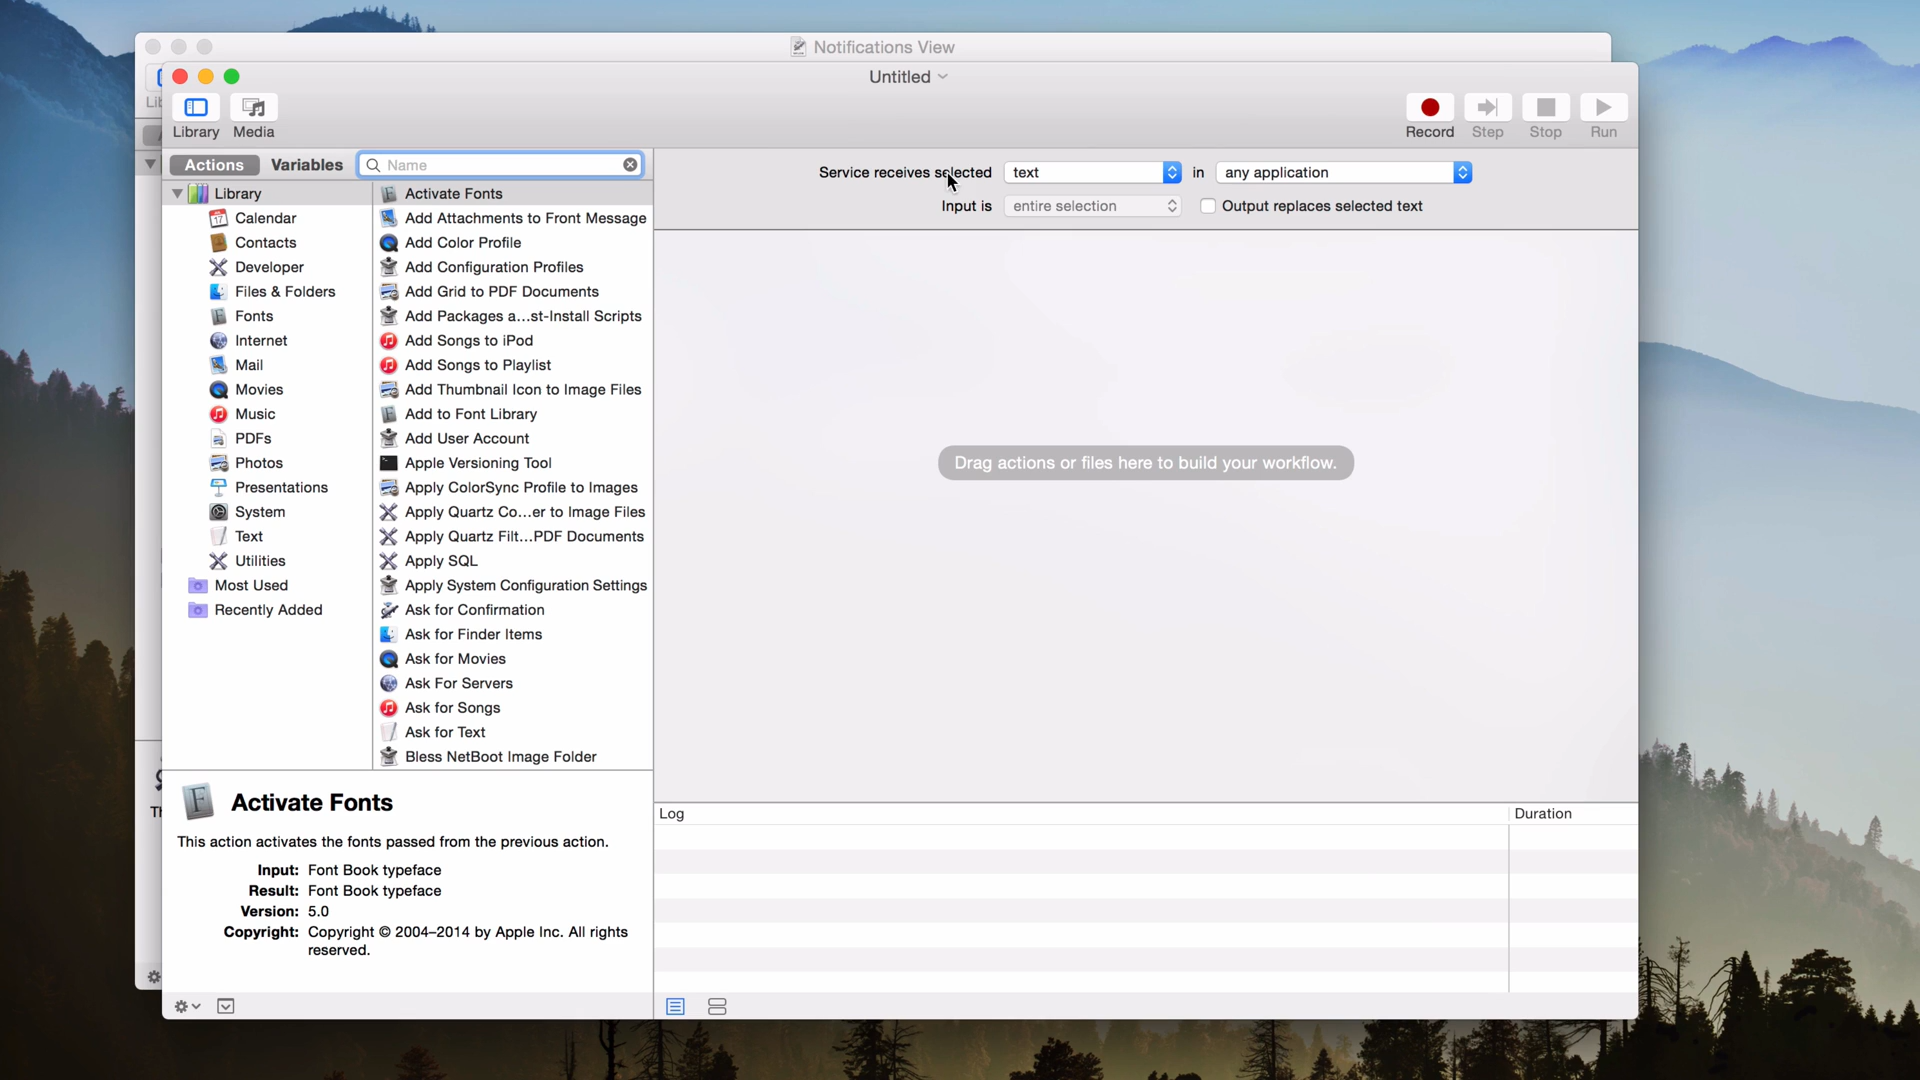 Notifications View
Untitled
Library
Media
Record
Step
Stop
Run
Actions
Variables
Name
Service receives selected
text
in
any application
Input is
entire selection
Output replaces selected text
Library
Calendar
Contacts
Developer
Files & Folders
Fonts
Internet
Mail
Movies
Music
PDFs
Photos
Presentations
System
Text
Utilities
Most Used
Recently Added
Activate Fonts
Add Attachments to Front Message
Add Color Profile
Add Configuration Profiles
Add Grid to PDF Documents
Add Packages a...st-Install Scripts
Add Songs to iPod
Add Songs to Playlist
Add Thumbnail Icon to Image Files
Add to Font Library
Add User Account
Apple Versioning Tool
Apply ColorSync Profile to Images
Apply Quartz Co...er to Image Files
Apply Quartz Filt...PDF Documents
Apply SQL
Apply System Configuration Settings
Ask for Confirmation
Ask for Finder Items
Ask for Movies
Ask For Servers
Ask for Songs
Ask for Text
Bless NetBoot Image Folder
Drag actions or files here to build your workflow.
Activate Fonts
This action activates the fonts passed from the previous action.
Input: Font Book typeface
Result: Font Book typeface
Version: 5.0
Copyright: Copyright © 2004–2014 by Apple Inc. All rights
reserved.
Log
Duration